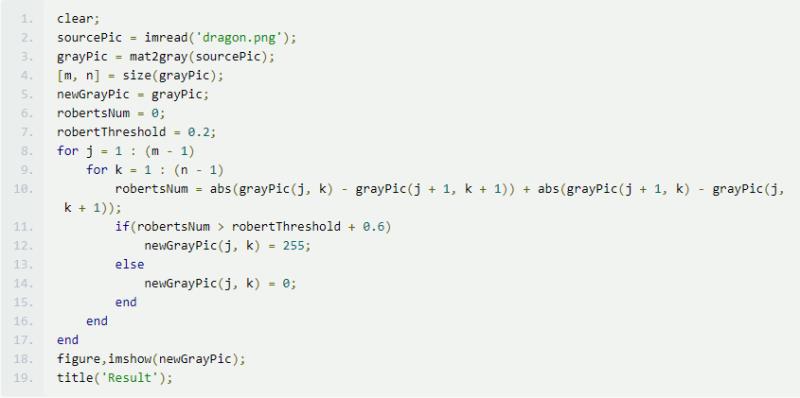 1. clear;
2. sourcePic = imread('dragon.png');
3. grayPic = mat2gray(sourcePic);
4. [m, n] = size(grayPic);
5. newGrayPic = grayPic;
6. robertsNum = 0;
7. robertThreshold = 0.2;
8. for j = 1 : (m - 1)
9. for k = 1 : (n - 1)
10. robertsNum = abs(grayPic(j, k) - grayPic(j + 1, k + 1)) + abs(grayPic(j + 1, k) - grayPic(j,
k + 1));
11. if(robertsNum > robertThreshold + 0.6)
12. newGrayPic(j, k) = 255;
13. else
14. newGrayPic(j, k) = 0;
15. end
16. end
17. end
18. figure,imshow(newGrayPic);
19. title('Result');